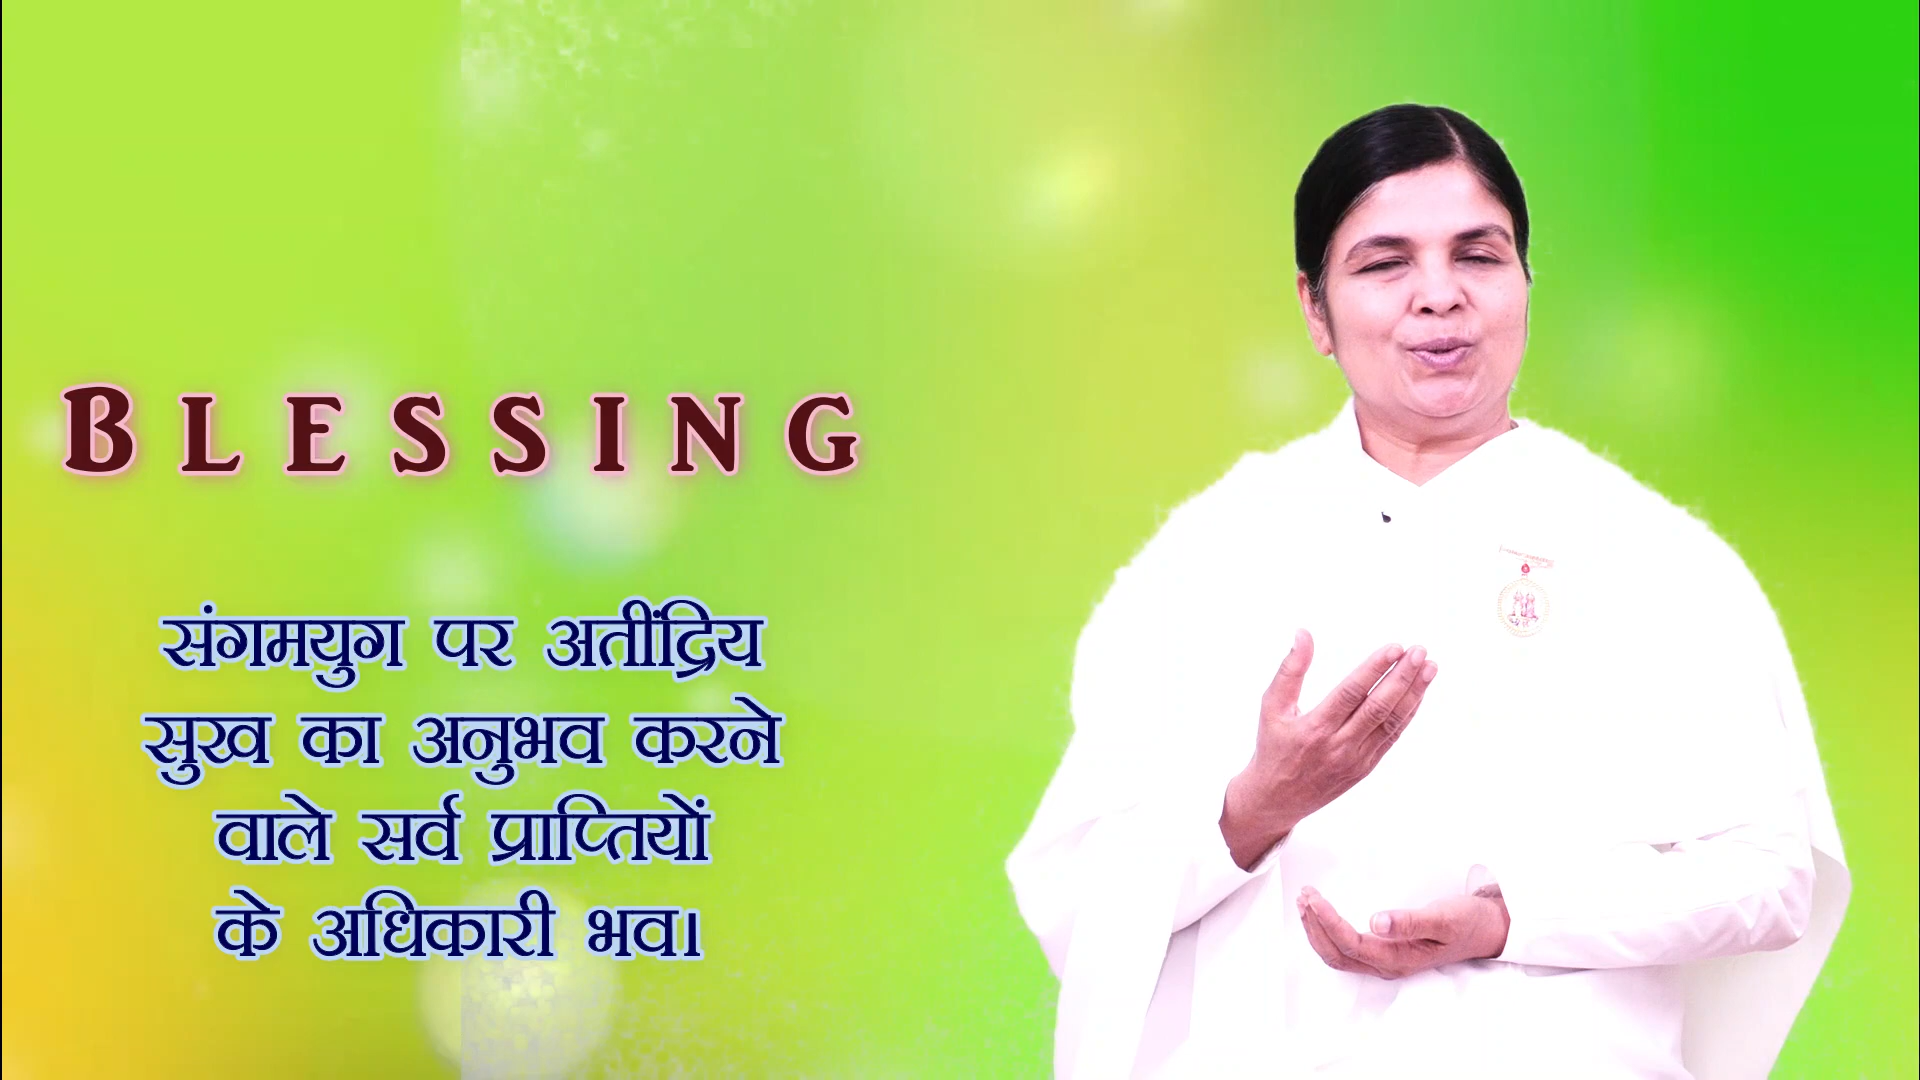 BLESSING
संगमयुग पर अतींद्रिय
सुख का अनुभव करने
वाले सर्व प्राप्तियों
के अधिकारी भव।